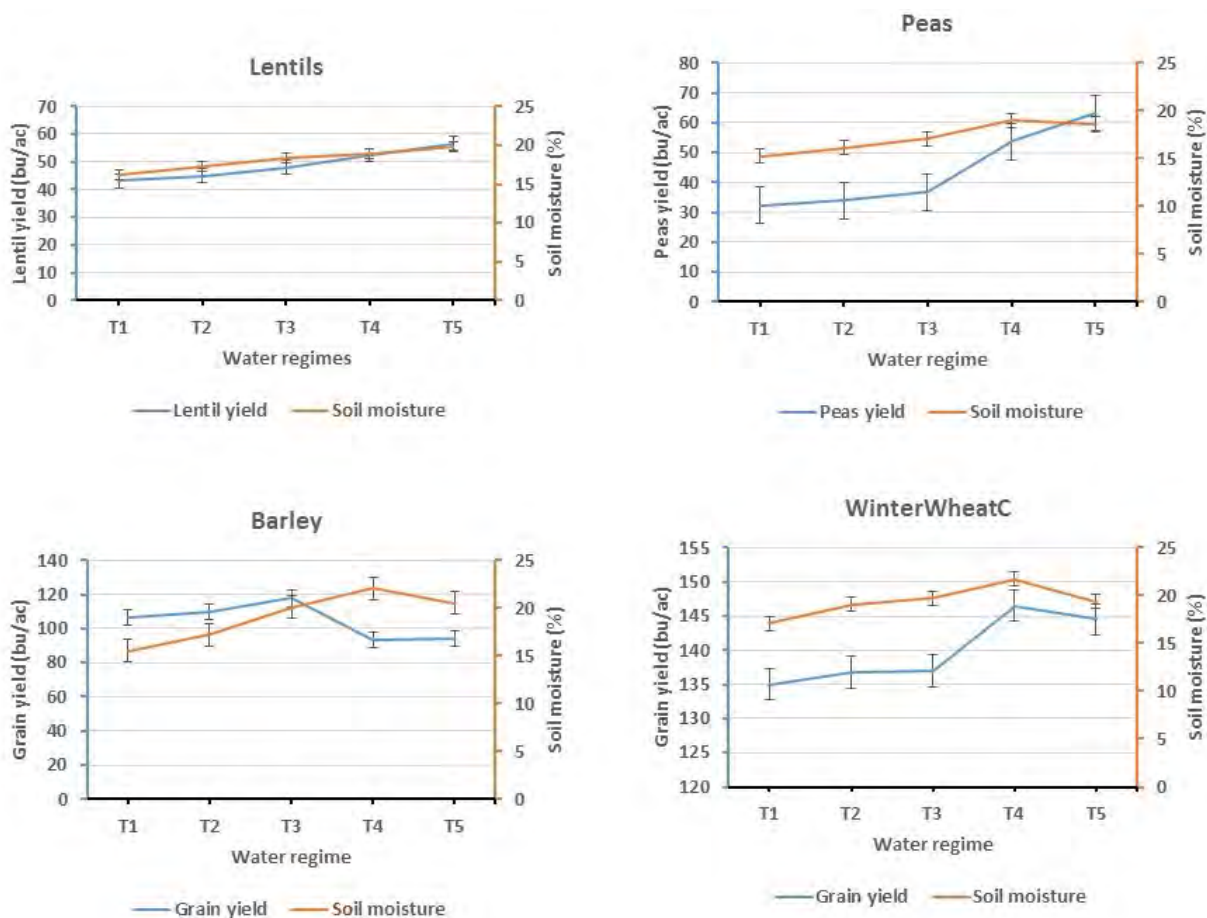 Lentils
70
60
50
40
30
20
10
0
25
20
15
10
5
0
Lentil yield (bu/ac)
Soil moisture (%)
T1 T2 T3 T4 T5
Water regimes
Lentil yield Soil moisture
Peas
80
70
60
50
40
30
20
10
0
25
20
15
10
5
0
Peas yield (bu/ac)
Soil moisture (%)
T1 T2 T3 T4 T5
Water regime
Peas yield Soil moisture
Barley
140
120
100
80
60
40
20
0
25
20
15
10
5
0
Grain yield (bu/ac)
Soil moisture (%)
T1 T2 T3 T4 T5
Water regime
Grain yield Soil moisture
WinterWheatC
155
150
145
140
135
130
125
120
25
20
15
10
5
0
Grain yield (bu/ac)
Soil moisture (%)
T1 T2 T3 T4 T5
Water regime
Grain yield Soil moisture